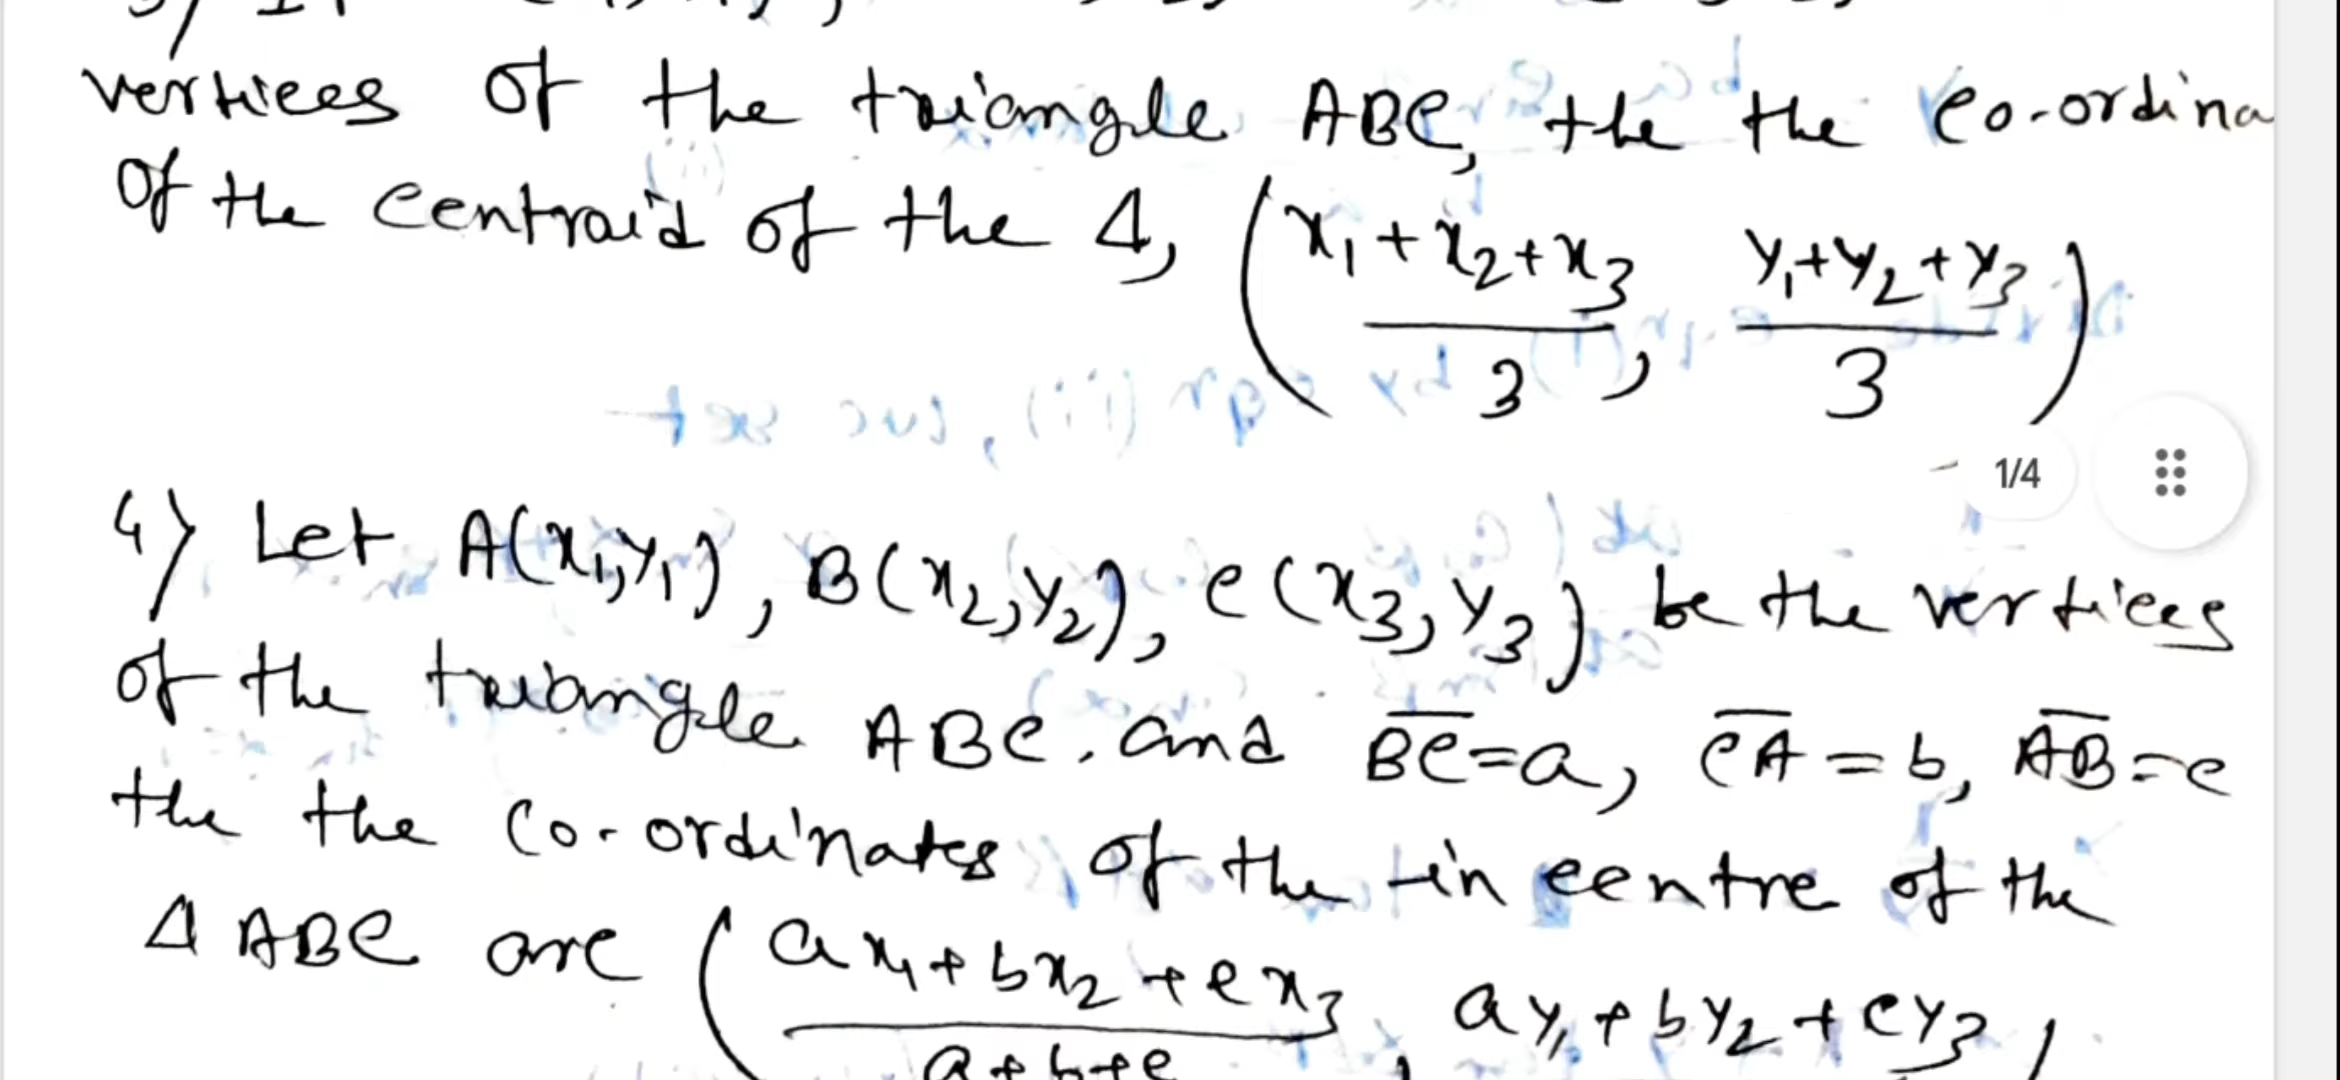 vertices of the triangle ABC, the the co-ordina
of the centroid of the Δ, (x₁+x₂+x₃/3, y₁+y₂+y₃/3)
1/4
4) Let A(x₁,y₁), B(x₂,y₂), C(x₃,y₃) be the vertices
of the triangle ABC. and B̅C̅=a, C̅A̅=b, A̅B̅=c
the the co-ordinates of the in centre of the
Δ ABC are (ax₁+bx₂+cx₃/a+b+c, ay₁+by₂+cy₃